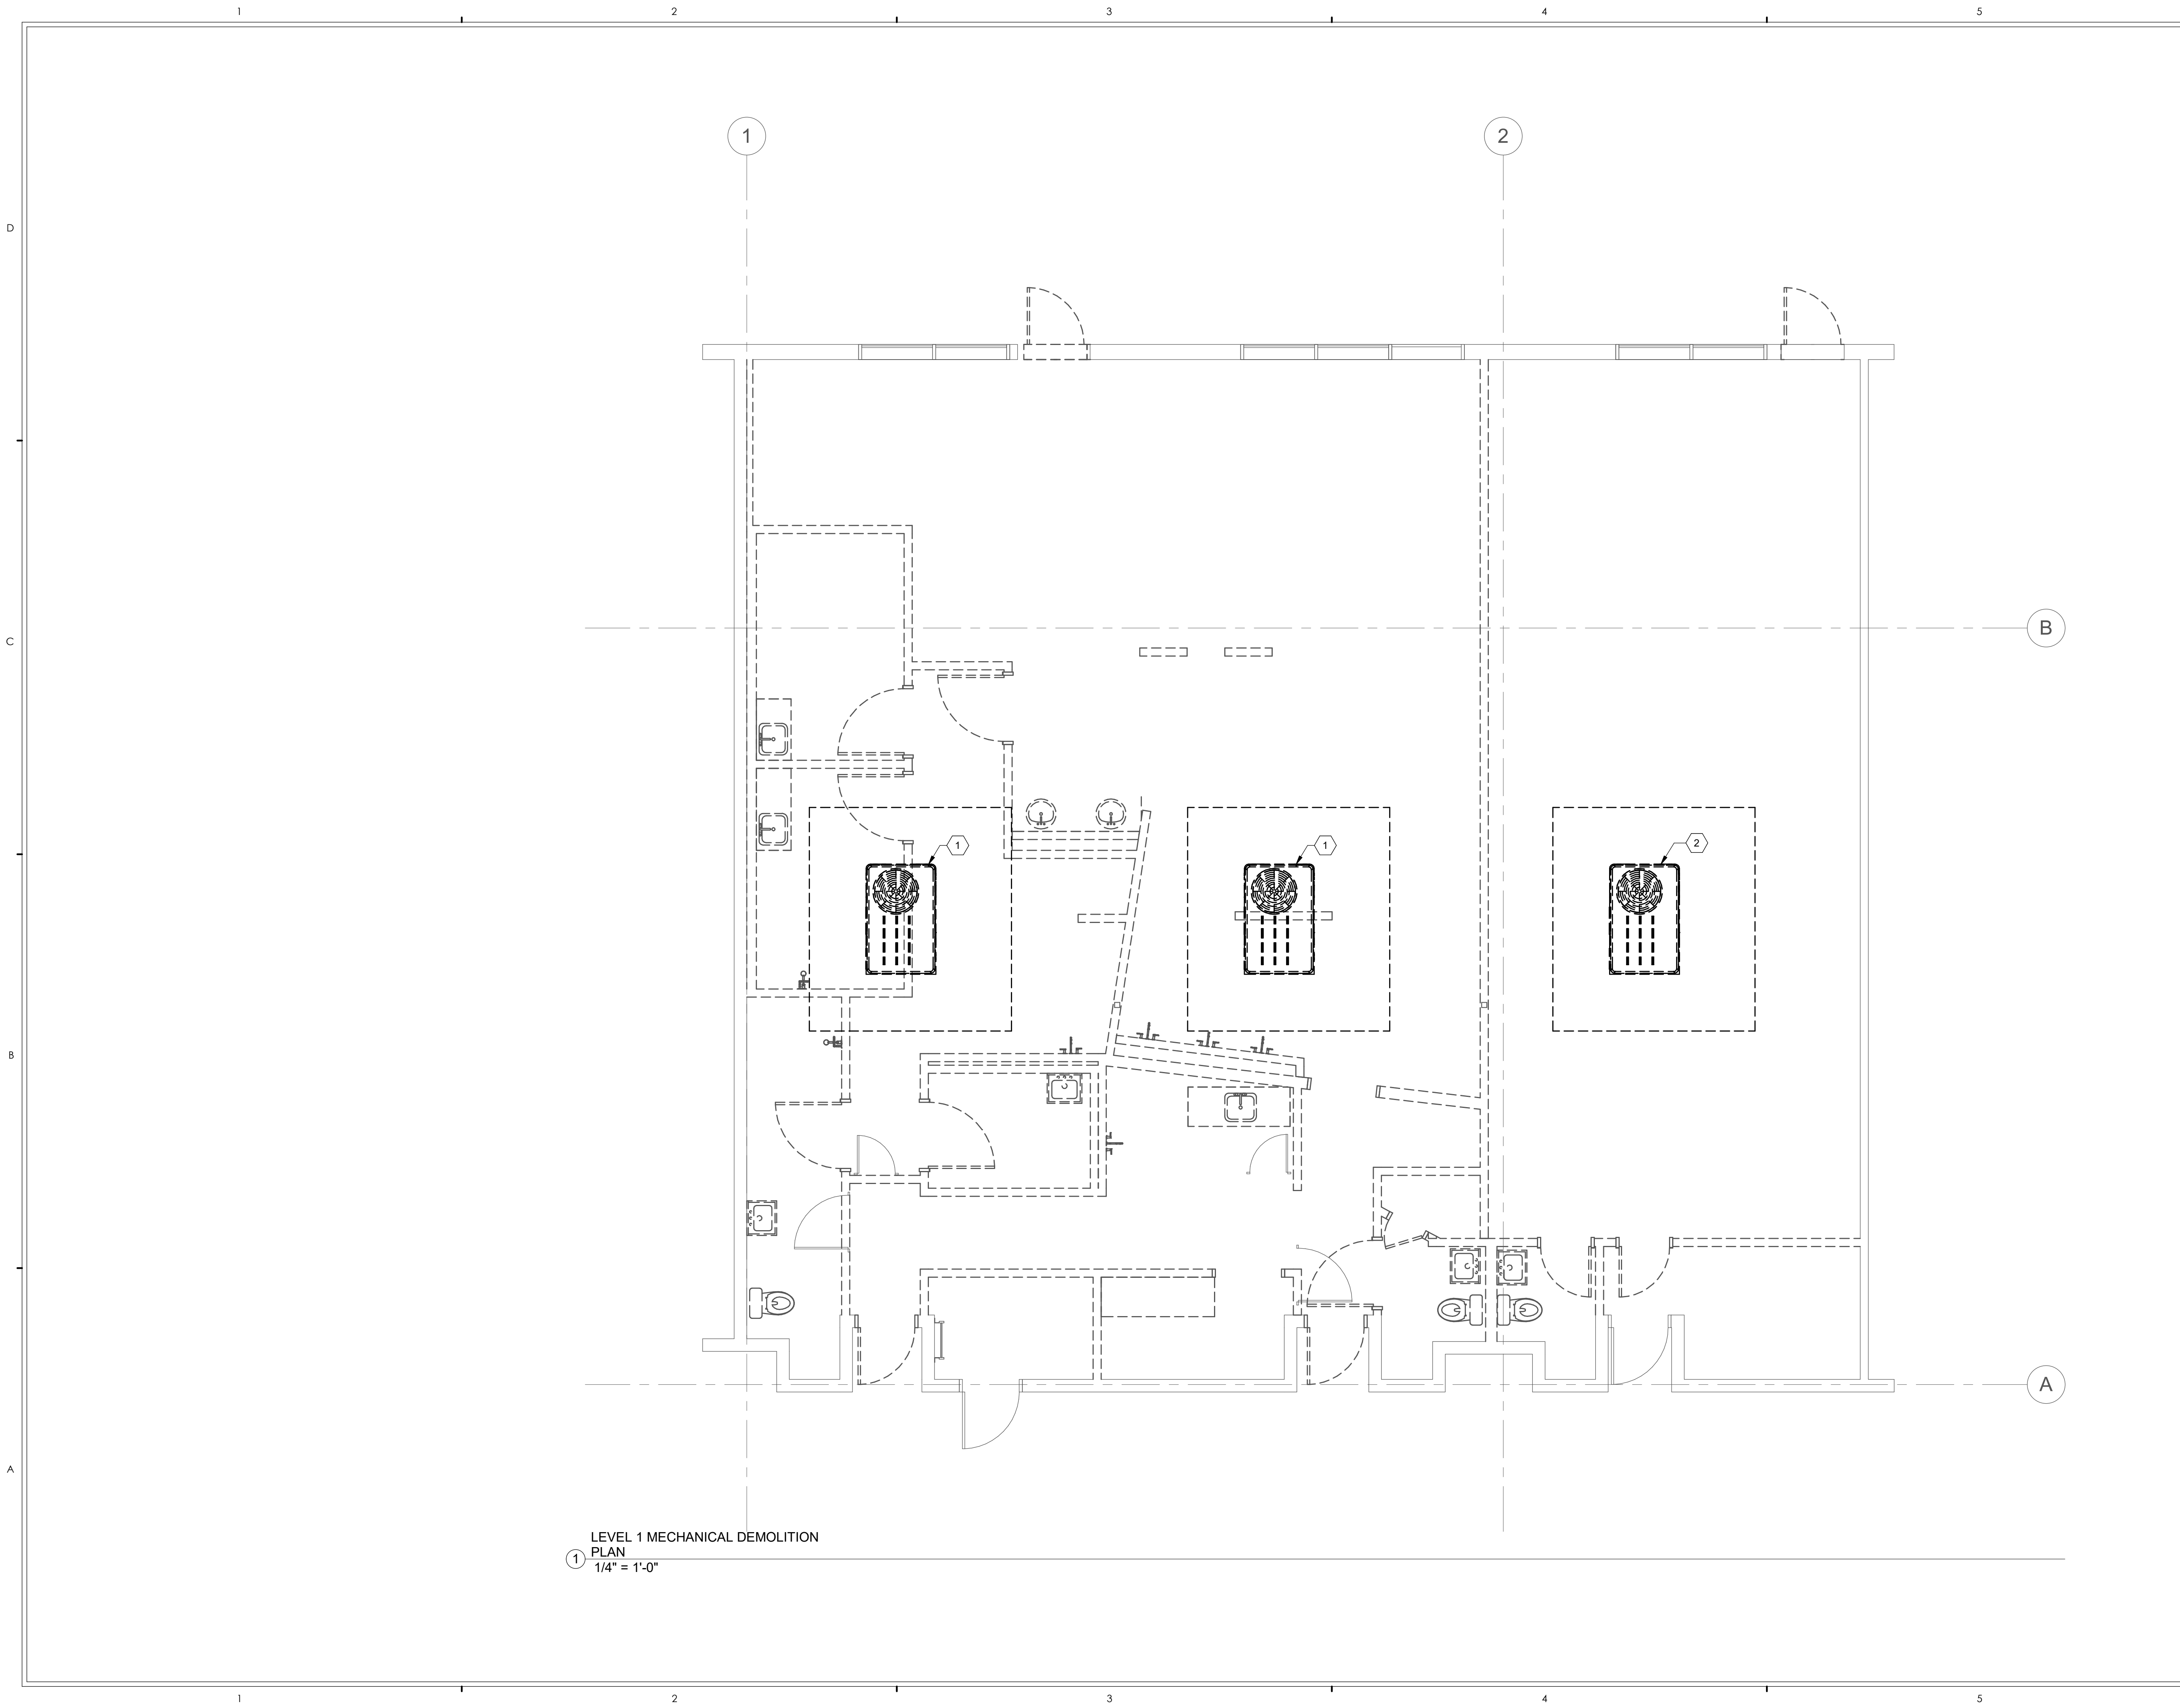 1 2 3 4 5
1 2
D
C
B
1 1 2
B
A
A
LEVEL 1 MECHANICAL DEMOLITION
1 PLAN
1/4" = 1'-0"
1 2 3 4 5